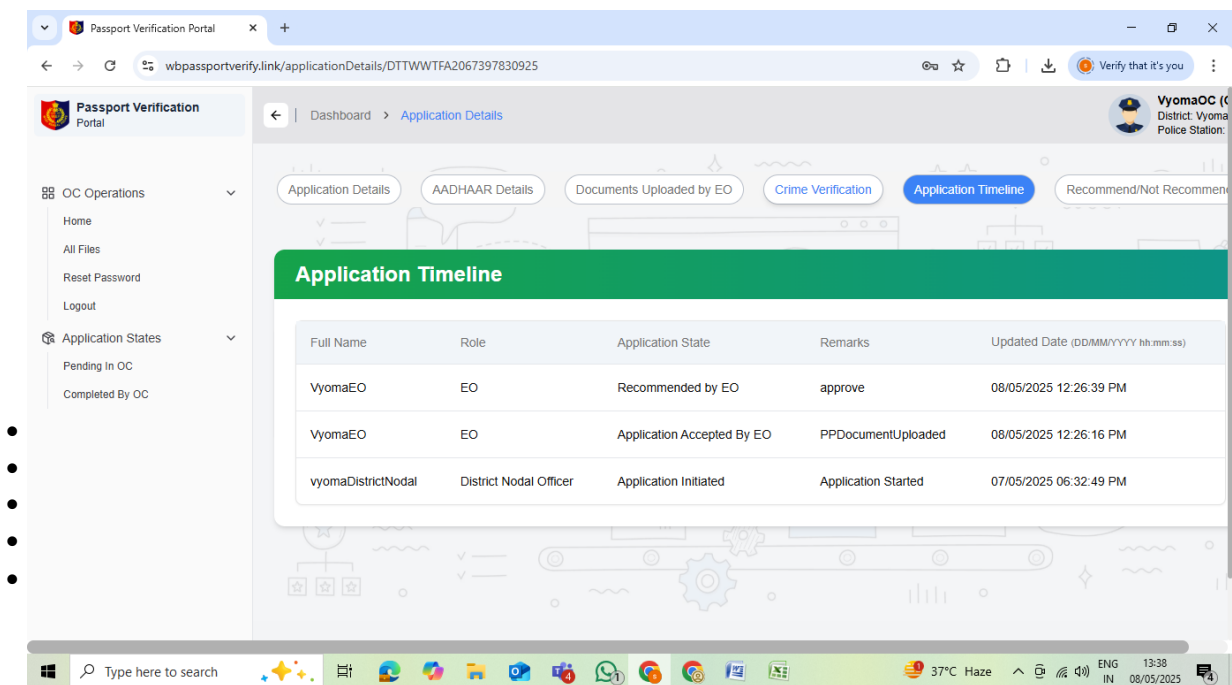 Passport Verification Portal
wbpassportverify.link/applicationDetails/DTTWWTFA2067397830925
Verify that it's you
Passport Verification
Portal
Dashboard > Application Details
VyomaOC (
District: Vyoma
Police Station:
OC Operations
Home
All Files
Reset Password
Logout
Application States
Pending In OC
Completed By OC
Application Details AADHAAR Details Documents Uploaded by EO Crime Verification Application Timeline Recommend/Not Recommen
Application Timeline
Full Name Role Application State Remarks Updated Date (DD/MM/YYYY hh:mm:ss)
VyomaEO EO Recommended by EO approve 08/05/2025 12:26:39 PM
VyomaEO EO Application Accepted By EO PPDocumentUploaded 08/05/2025 12:26:16 PM
vyomaDistrictNodal District Nodal Officer Application Initiated Application Started 07/05/2025 06:32:49 PM
Type here to search
37°C Haze
ENG
IN
13:38
08/05/2025